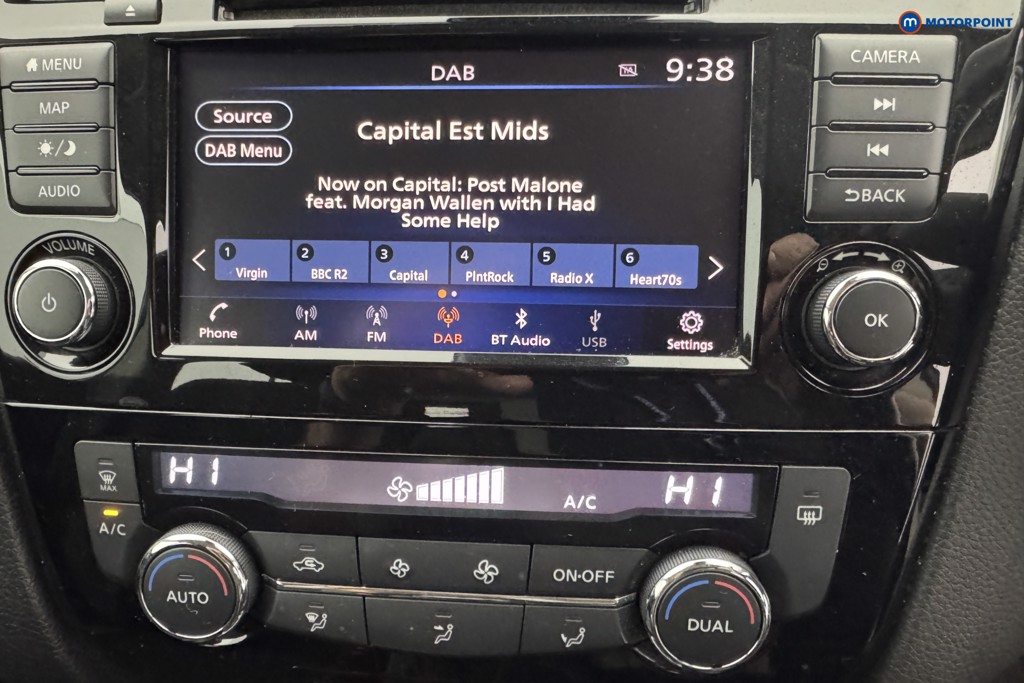 m MOTORPOINT
MENU
MAP
AUDIO
VOLUME
DAB
TA
9:38
Source
DAB Menu
Capital Est Mids
Now on Capital: Post Malone
feat. Morgan Wallen with I Had
Some Help
1 Virgin
2 BBC R2
3 Capital
4 PlntRock
5 Radio X
6 Heart70s
Phone
AM
FM
DAB
BT Audio
USB
Settings
CAMERA
BACK
OK
MAX
A/C
HI
A/C
HI
AUTO
ON·OFF
DUAL